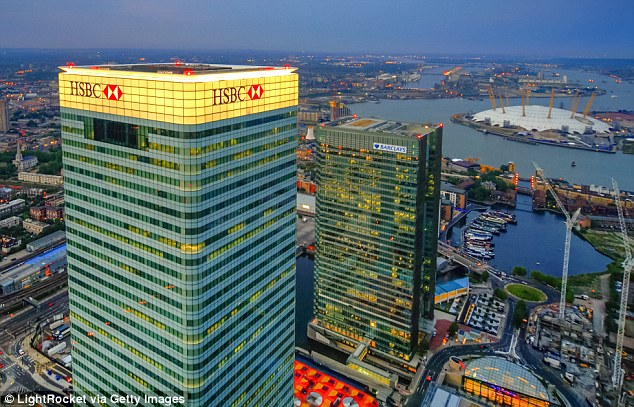 HSBC
HSBC
BARCLAYS
© LightRocket via Getty Images